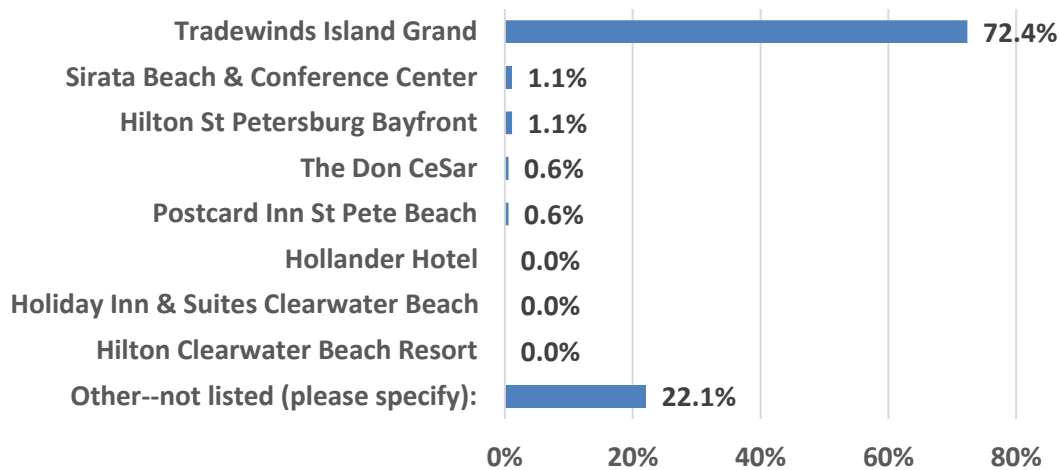 Tradewinds Island Grand 72.4%
Sirata Beach & Conference Center 1.1%
Hilton St Petersburg Bayfront 1.1%
The Don CeSar 0.6%
Postcard Inn St Pete Beach 0.6%
Hollander Hotel 0.0%
Holiday Inn & Suites Clearwater Beach 0.0%
Hilton Clearwater Beach Resort 0.0%
Other--not listed (please specify): 22.1%
0% 20% 40% 60% 80%